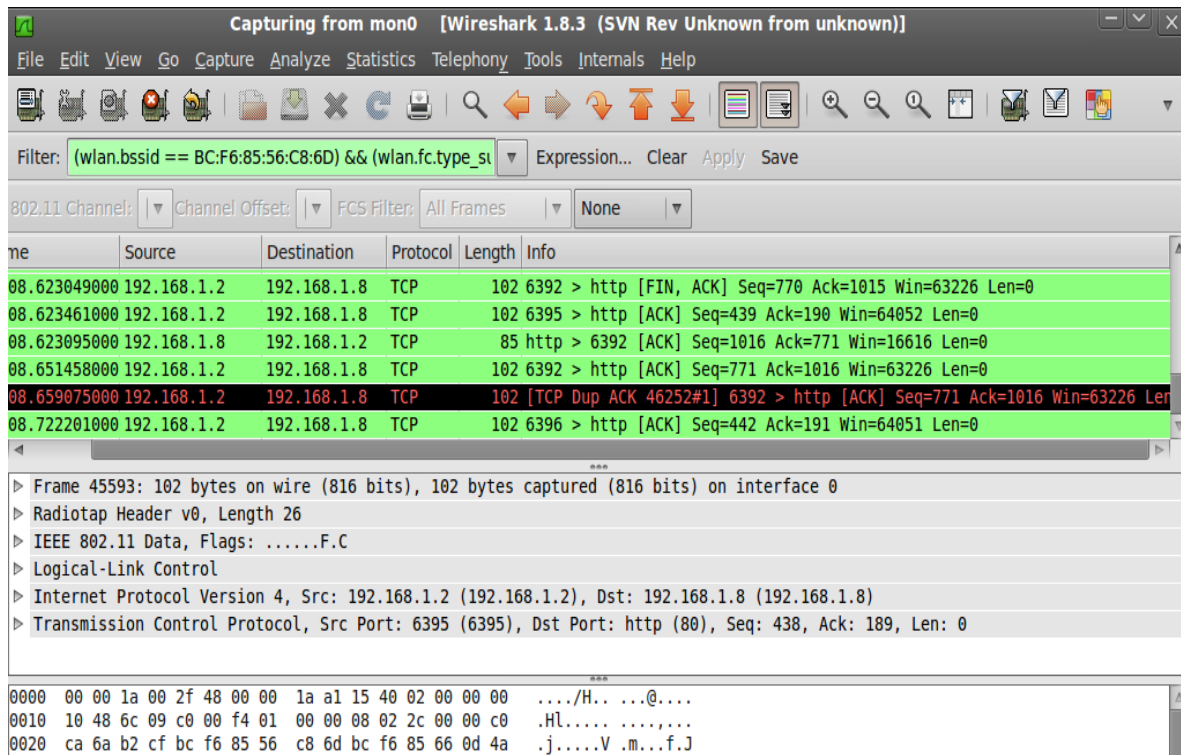 Capturing from mon0 [Wireshark 1.8.3 (SVN Rev Unknown from unknown)]
File Edit View Go Capture Analyze Statistics Telephony Tools Internals Help
Filter: (wlan.bssid == BC:F6:85:56:C8:6D) && (wlan.fc.type_su Expression... Clear Apply Save
802.11 Channel: Channel Offset: FCS Filter: All Frames None
me Source Destination Protocol Length Info
08.623049000 192.168.1.2 192.168.1.8 TCP 102 6392 > http [FIN, ACK] Seq=770 Ack=1015 Win=63226 Len=0
08.623461000 192.168.1.2 192.168.1.8 TCP 102 6395 > http [ACK] Seq=439 Ack=190 Win=64052 Len=0
08.623095000 192.168.1.8 192.168.1.2 TCP 85 http > 6392 [ACK] Seq=1016 Ack=771 Win=16616 Len=0
08.651458000 192.168.1.2 192.168.1.8 TCP 102 6392 > http [ACK] Seq=771 Ack=1016 Win=63226 Len=0
08.659075000 192.168.1.2 192.168.1.8 TCP 102 [TCP Dup ACK 46252#1] 6392 > http [ACK] Seq=771 Ack=1016 Win=63226 Len
08.722201000 192.168.1.2 192.168.1.8 TCP 102 6396 > http [ACK] Seq=442 Ack=191 Win=64051 Len=0
Frame 45593: 102 bytes on wire (816 bits), 102 bytes captured (816 bits) on interface 0
Radiotap Header v0, Length 26
IEEE 802.11 Data, Flags: ......F.C
Logical-Link Control
Internet Protocol Version 4, Src: 192.168.1.2 (192.168.1.2), Dst: 192.168.1.8 (192.168.1.8)
Transmission Control Protocol, Src Port: 6395 (6395), Dst Port: http (80), Seq: 438, Ack: 189, Len: 0
0000 00 00 1a 00 2f 48 00 00 1a a1 15 40 02 00 00 00 ..../H.. ...@....
0010 10 48 6c 09 c0 00 f4 01 00 00 08 02 2c 00 00 c0 .Hl..... ....,...
0020 ca 6a b2 cf bc f6 85 56 c8 6d bc f6 85 66 0d 4a .j.....V .m...f.J